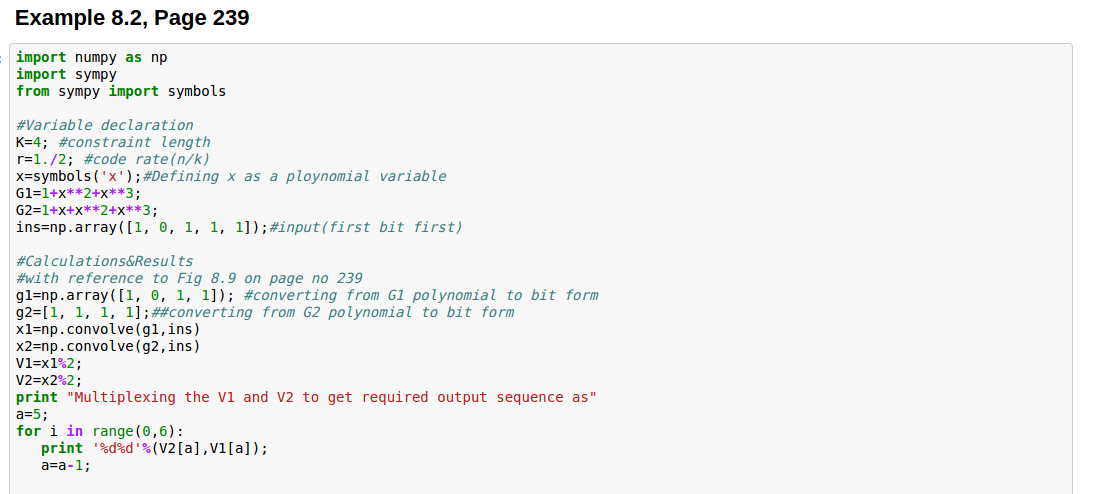 Example 8.2, Page 239
import numpy as np
import sympy
from sympy import symbols
#Variable declaration
K=4; #constraint length
r=1./2; #code rate(n/k)
x=symbols('x');#Defining x as a ploynomial variable
G1=1+x**2+x**3;
G2=1+x+x**2+x**3;
ins=np.array([1, 0, 1, 1, 1]);#input(first bit first)
#Calculations&Results
#with reference to Fig 8.9 on page no 239
g1=np.array([1, 0, 1, 1]); #converting from G1 polynomial to bit form
g2=[1, 1, 1, 1];##converting from G2 polynomial to bit form
x1=np.convolve(g1,ins)
x2=np.convolve(g2,ins)
V1=x1%2;
V2=x2%2;
print "Multiplexing the V1 and V2 to get required output sequence as"
a=5;
for i in range(0,6):
   print '%d%d'%(V2[a],V1[a]);
   a=a-1;